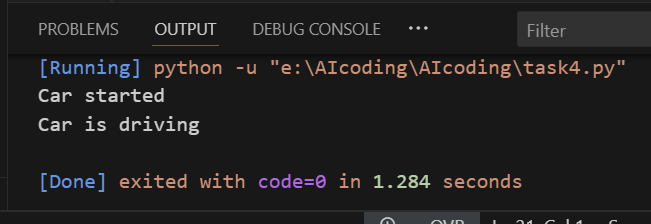 PROBLEMS OUTPUT DEBUG CONSOLE ··· Filter
[Running] python -u "e:\AIcoding\AIcoding\task4.py"
Car started
Car is driving
[Done] exited with code=0 in 1.284 seconds